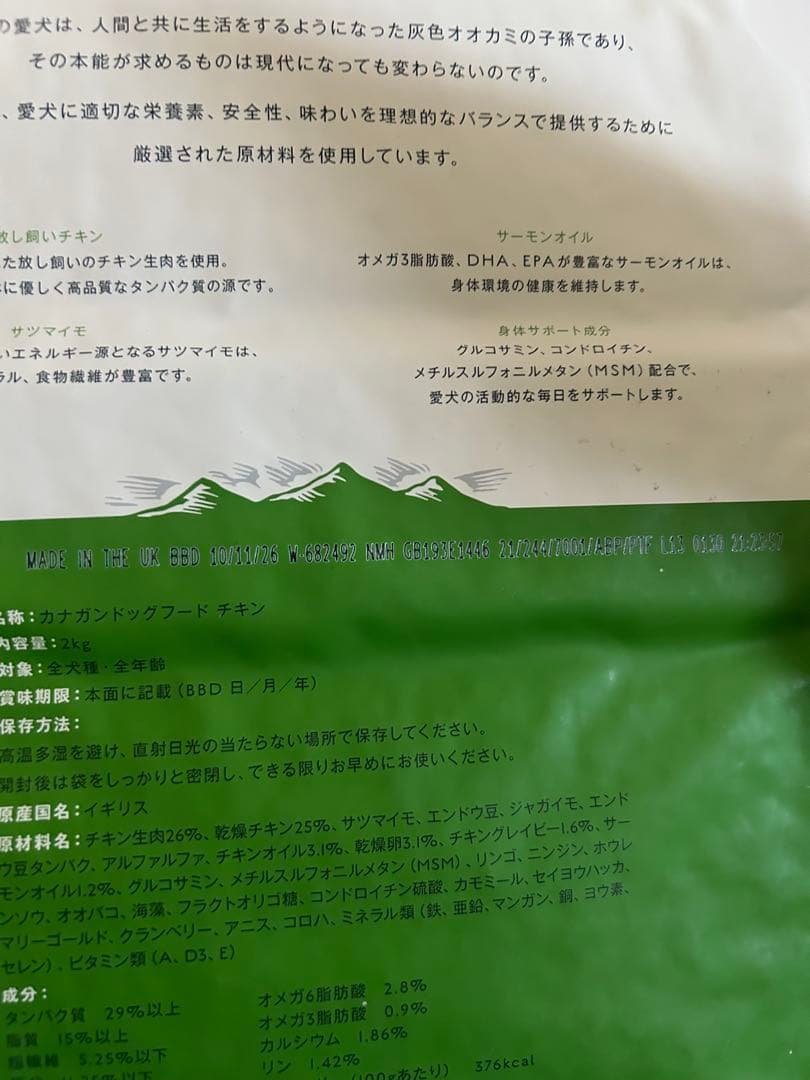 の愛犬は、人間と共に生活をするようになった灰色オオカミの子孫であり、
その本能が求めるものは現代になっても変わらないのです。
、愛犬に適切な栄養素、安全性、味わいを理想的なバランスで提供するために
厳選された原材料を使用しています。
放し飼いチキン
た放し飼いのチキン生肉を使用。
に優しく高品質なタンパク質の源です。
サーモンオイル
オメガ3脂肪酸、DHA、EPAが豊富なサーモンオイルは、
身体環境の健康を維持します。
サツマイモ
いエネルギー源となるサツマイモは、
ラル、食物繊維が豊富です。
身体サポート成分
グルコサミン、コンドロイチン、
メチルスルフォニルメタン（MSM）配合で、
愛犬の活動的な毎日をサポートします。
MADE IN THE UK BBD 10/11/26 W-682492 NMH GB193E1446 21/244/7001/ABP/PTF L13 0130 21:23:57
名称：カナガンドッグフード チキン
内容量：2kg
対象：全犬種・全年齢
賞味期限：本面に記載（BBD 日／月／年）
保存方法：
高温多湿を避け、直射日光の当たらない場所で保存してください。
開封後は袋をしっかりと密閉し、できる限りお早めにお使いください。
原産国名：イギリス
原材料名：チキン生肉26%、乾燥チキン25%、サツマイモ、エンドウ豆、ジャガイモ、エンド
ウ豆タンパク、アルファルファ、チキンオイル3.1%、乾燥卵3.1%、チキングレイビー1.6%、サー
モンオイル1.2%、グルコサミン、メチルスルフォニルメタン（MSM）、リンゴ、ニンジン、ホウレ
ンソウ、オオバコ、海藻、フラクトオリゴ糖、コンドロイチン硫酸、カモミール、セイヨウハッカ、
マリーゴールド、クランベリー、アニス、コロハ、ミネラル類（鉄、亜鉛、マンガン、銅、ヨウ素、
セレン）、ビタミン類（A、D3、E）
成分：
タンパク質 29%以上
脂質 15%以上
粗繊維 5.25%以下
以下
オメガ6脂肪酸 2.8%
オメガ3脂肪酸 0.9%
カルシウム 1.86%
リン 1.42%
（100gあたり） 376kcal